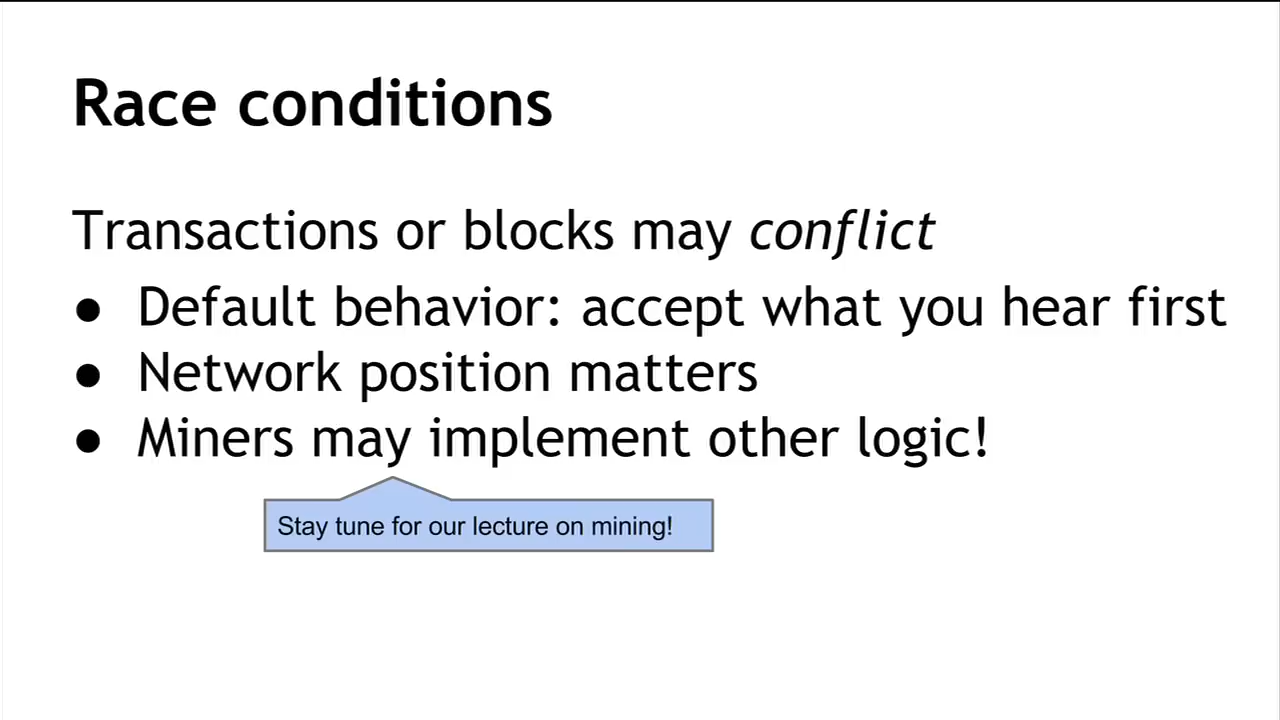 Race conditions
Transactions or blocks may conflict
● Default behavior: accept what you hear first
● Network position matters
● Miners may implement other logic!
Stay tune for our lecture on mining!